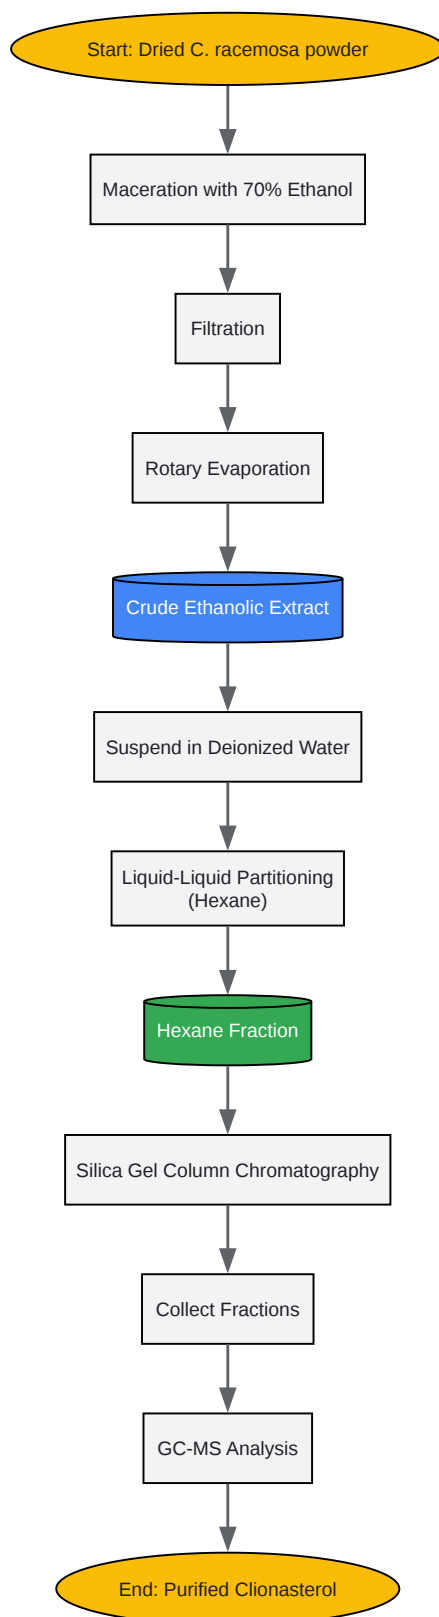 Start: Dried C. racemosa powder
Maceration with 70% Ethanol
Filtration
Rotary Evaporation
Crude Ethanolic Extract
Suspend in Deionized Water
Liquid-Liquid Partitioning
(Hexane)
Hexane Fraction
Silica Gel Column Chromatography
Collect Fractions
GC-MS Analysis
End: Purified Clionasterol